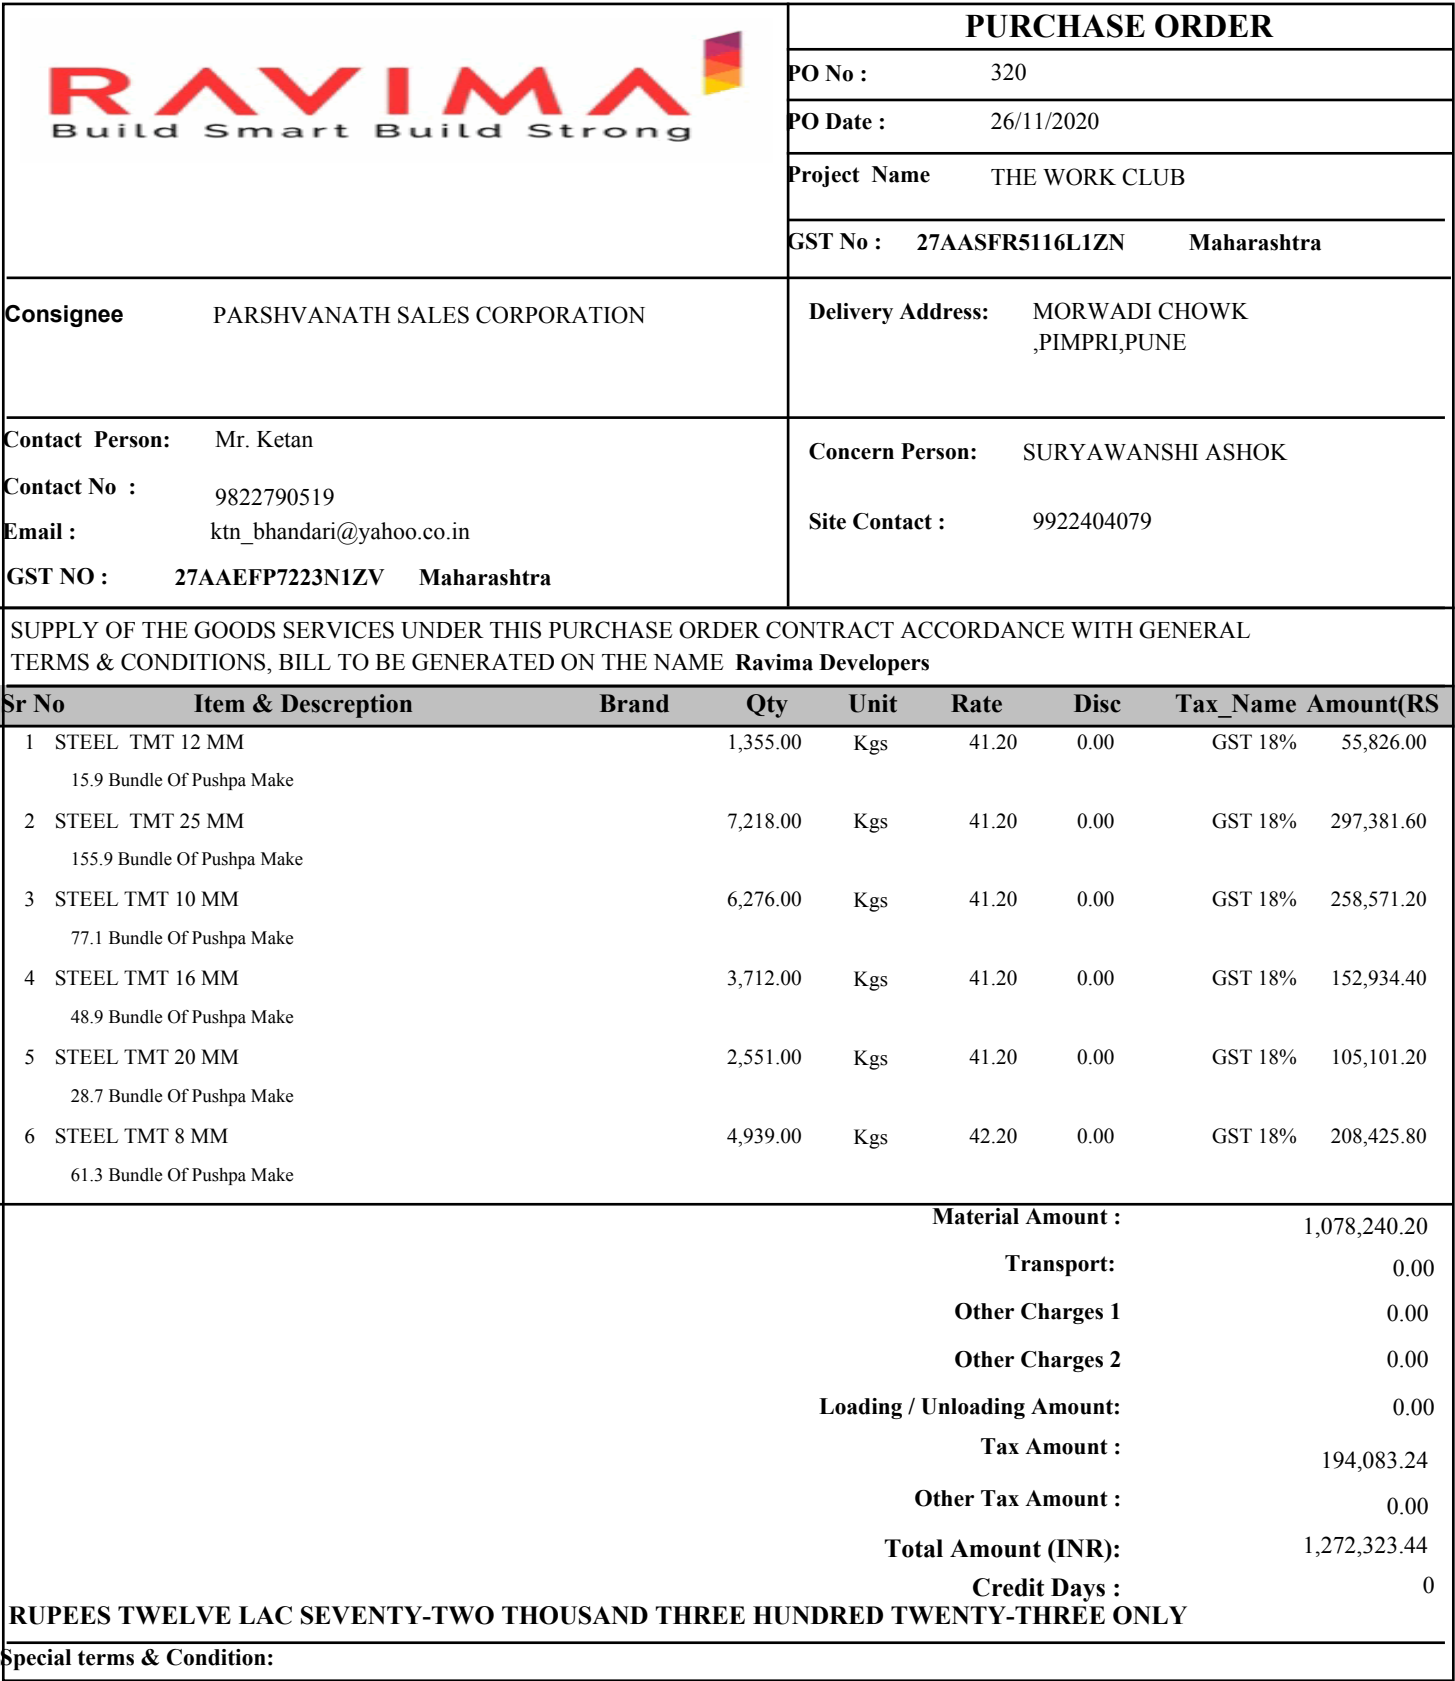 RAVIMA
Build Smart Build Strong
PURCHASE ORDER
PO No : 320
PO Date : 26/11/2020
Project Name THE WORK CLUB
GST No : 27AASFR5116L1ZN Maharashtra
Consignee PARSHVANATH SALES CORPORATION
Delivery Address: MORWADI CHOWK
,PIMPRI,PUNE
Contact Person: Mr. Ketan
Contact No : 9822790519
Email : ktn_bhandari@yahoo.co.in
GST NO : 27AAEFP7223N1ZV Maharashtra
Concern Person: SURYAWANSHI ASHOK
Site Contact : 9922404079
SUPPLY OF THE GOODS SERVICES UNDER THIS PURCHASE ORDER CONTRACT ACCORDANCE WITH GENERAL
TERMS & CONDITIONS, BILL TO BE GENERATED ON THE NAME Ravima Developers
Sr No Item & Descreption Brand Qty Unit Rate Disc Tax_Name Amount(RS
1 STEEL TMT 12 MM 1,355.00 Kgs 41.20 0.00 GST 18% 55,826.00
15.9 Bundle Of Pushpa Make
2 STEEL TMT 25 MM 7,218.00 Kgs 41.20 0.00 GST 18% 297,381.60
155.9 Bundle Of Pushpa Make
3 STEEL TMT 10 MM 6,276.00 Kgs 41.20 0.00 GST 18% 258,571.20
77.1 Bundle Of Pushpa Make
4 STEEL TMT 16 MM 3,712.00 Kgs 41.20 0.00 GST 18% 152,934.40
48.9 Bundle Of Pushpa Make
5 STEEL TMT 20 MM 2,551.00 Kgs 41.20 0.00 GST 18% 105,101.20
28.7 Bundle Of Pushpa Make
6 STEEL TMT 8 MM 4,939.00 Kgs 42.20 0.00 GST 18% 208,425.80
61.3 Bundle Of Pushpa Make
Material Amount : 1,078,240.20
Transport: 0.00
Other Charges 1 0.00
Other Charges 2 0.00
Loading / Unloading Amount: 0.00
Tax Amount : 194,083.24
Other Tax Amount : 0.00
Total Amount (INR): 1,272,323.44
Credit Days : 0
RUPEES TWELVE LAC SEVENTY-TWO THOUSAND THREE HUNDRED TWENTY-THREE ONLY
Special terms & Condition: